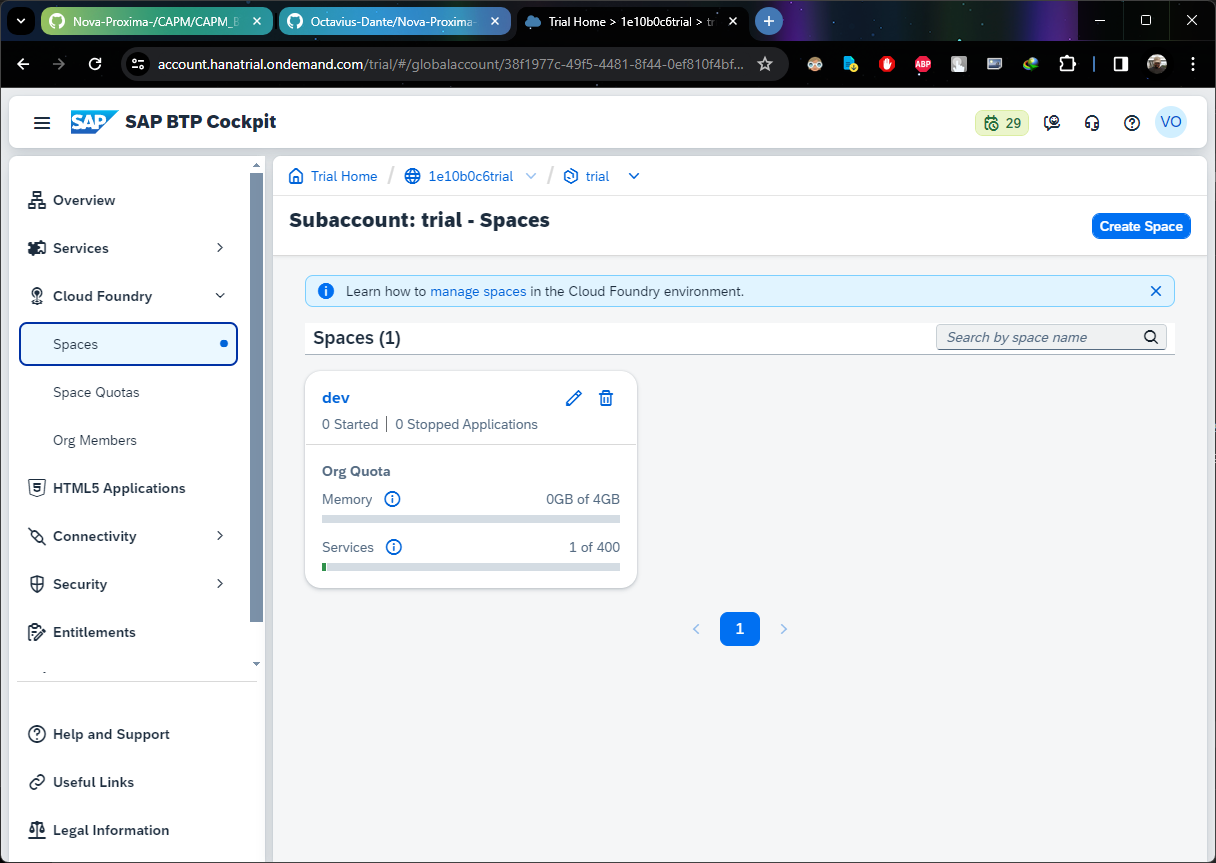 Nova-Proxima-/CAPM/CAPM_
Octavius-Dante/Nova-Proxima-
Trial Home > 1e10b0c6trial >
account.hanatrial.ondemand.com/trial/#/globalaccount/38f1977c-49f5-4481-8f44-0ef810f4bf...
ABP
SAP SAP BTP Cockpit
29
VO
Overview
Services
Cloud Foundry
Spaces
Space Quotas
Org Members
HTML5 Applications
Connectivity
Security
Entitlements
Help and Support
Useful Links
Legal Information
Trial Home / 1e10b0c6trial / trial
Subaccount: trial - Spaces
Create Space
Learn how to manage spaces in the Cloud Foundry environment.
Spaces (1)
Search by space name
dev
0 Started | 0 Stopped Applications
Org Quota
Memory 0GB of 4GB
Services 1 of 400
1